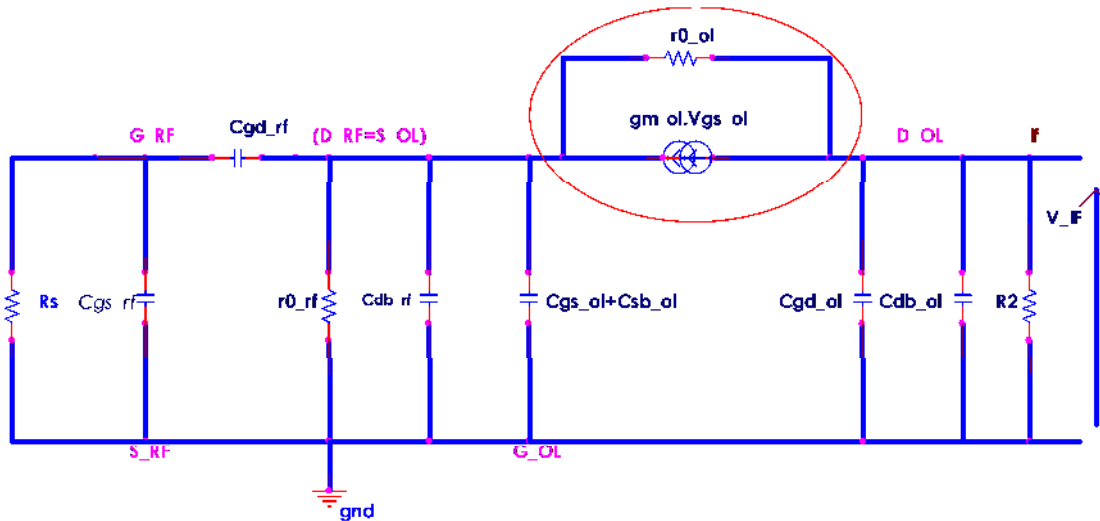 r0_ol
gm ol.Vgs ol
G RF
Cgd_rf
(D RF=S OL)
D_OL
If
V_IF
Rs
Cgs rf
r0_rf
Cdb rf
Cgs_ol+Csb_ol
Cgd_ol
Cdb_ol
R2
S_RF
G_OL
gnd